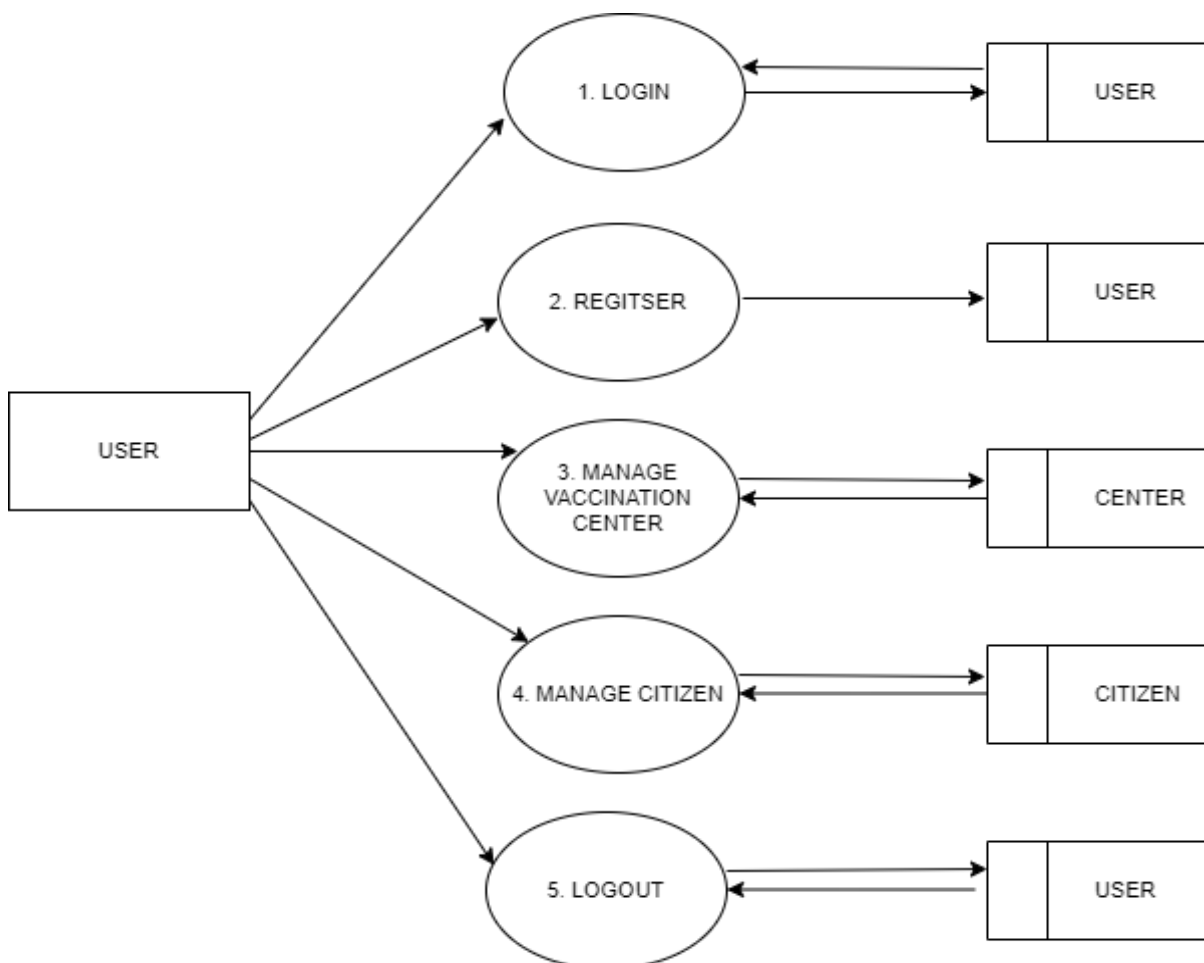 1. LOGIN
USER
2. REGITSER
USER
USER
3. MANAGE
VACCINATION
CENTER
CENTER
4. MANAGE CITIZEN
CITIZEN
5. LOGOUT
USER